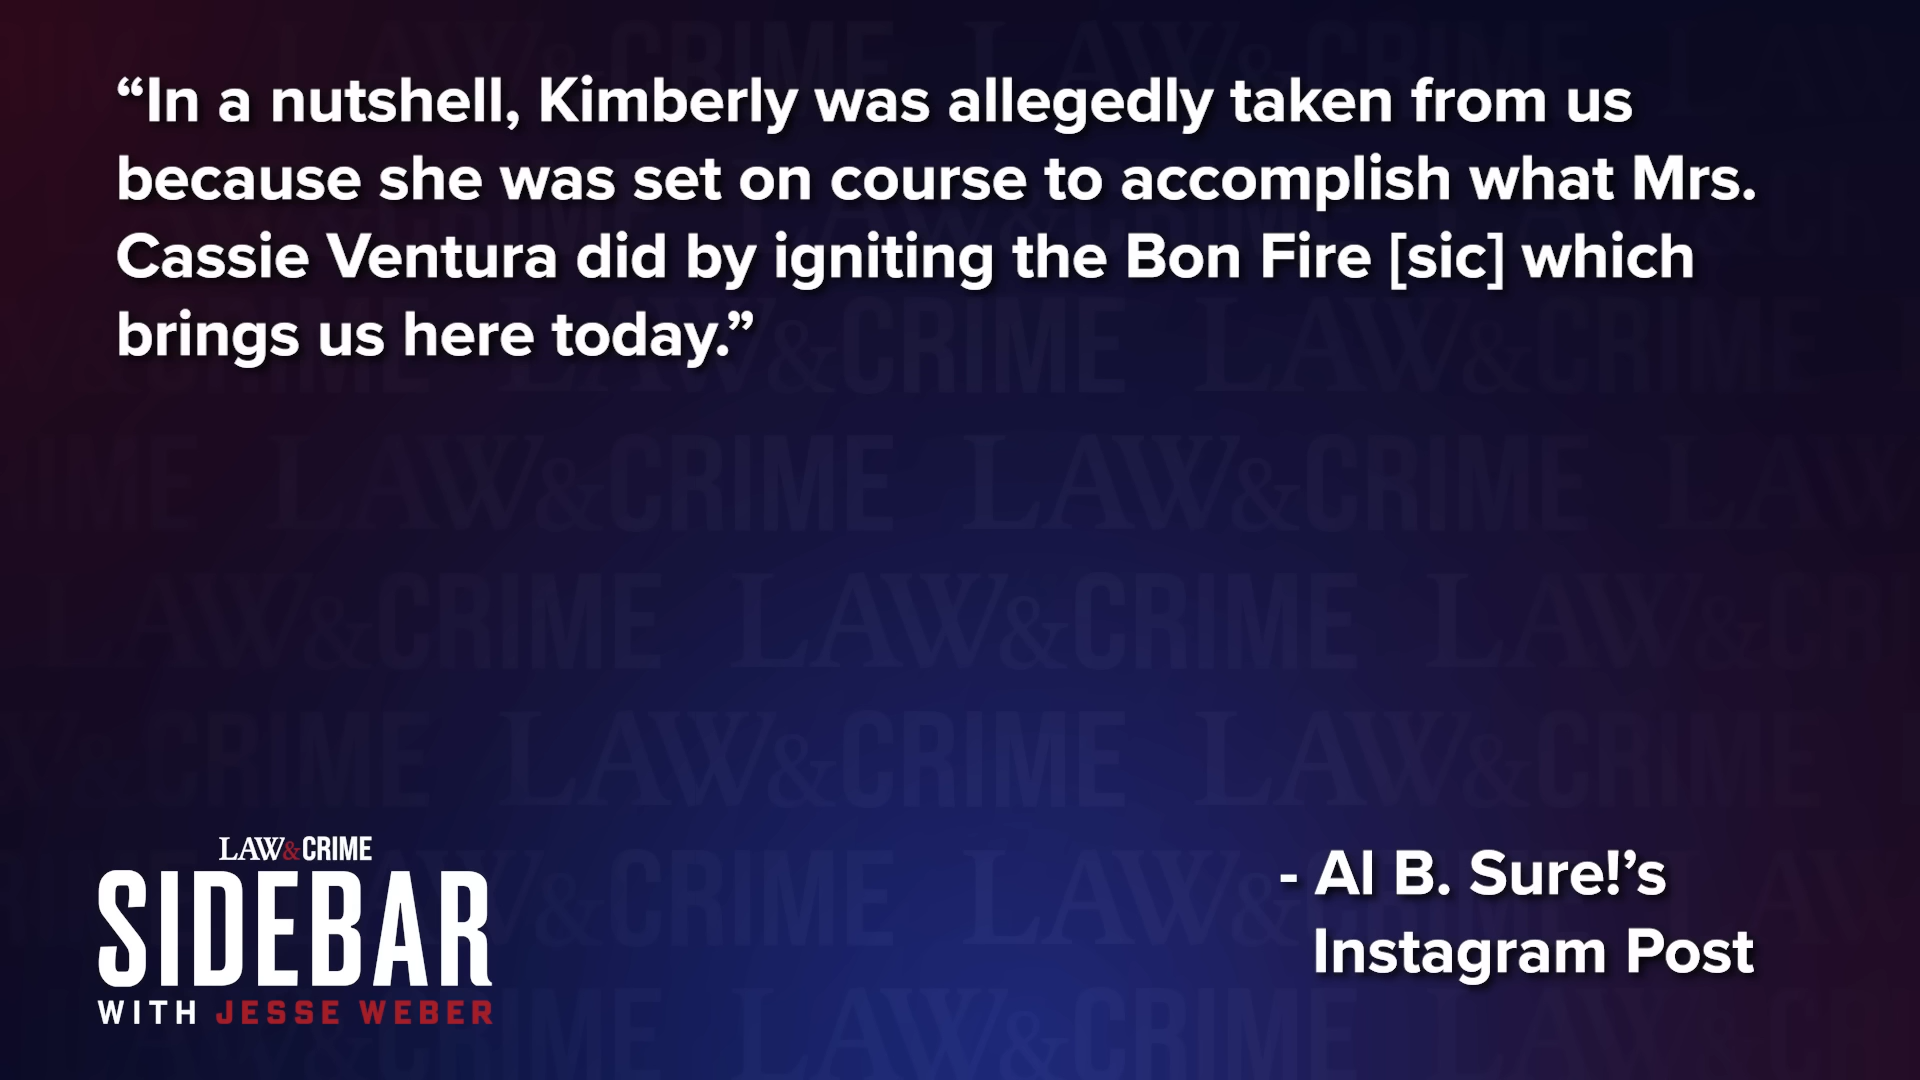 “In a nutshell, Kimberly was allegedly taken from us
because she was set on course to accomplish what Mrs.
Cassie Ventura did by igniting the Bon Fire [sic] which
brings us here today.”
LAW&CRIME
SIDEBAR
WITH JESSE WEBER
- Al B. Sure!’s
Instagram Post